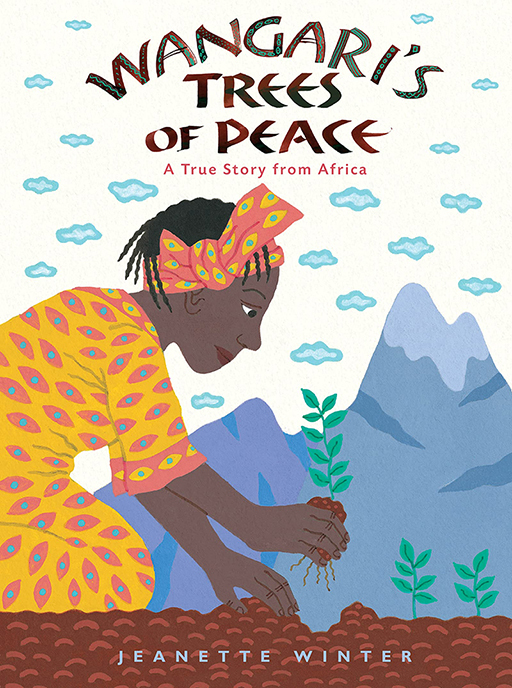 WANGARI'S
TREES
OF PEACE
A True Story from Africa
JEANETTE WINTER